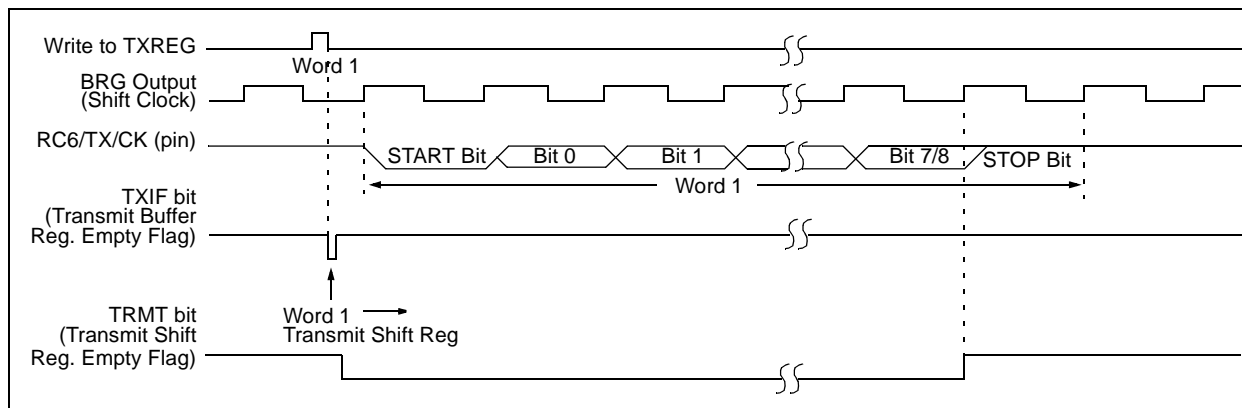 Write to TXREG
Word 1
BRG Output
(Shift Clock)
RC6/TX/CK (pin)
START Bit
Bit 0
Bit 1
Bit 7/8
STOP Bit
Word 1
TXIF bit
(Transmit Buffer
Reg. Empty Flag)
TRMT bit
(Transmit Shift
Reg. Empty Flag)
Word 1
Transmit Shift Reg